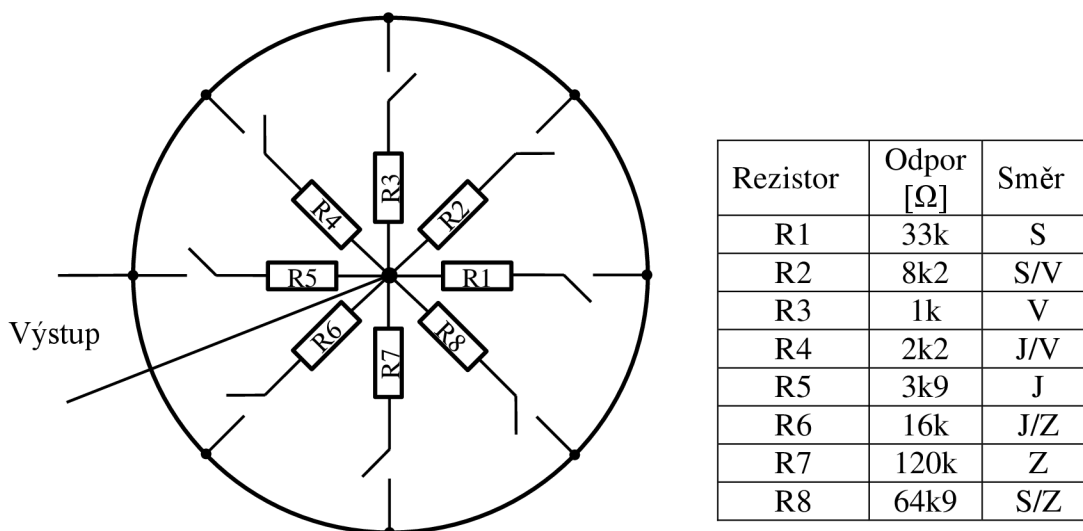 R3
R4
R2
R5
R1
Výstup
R6
R8
R7
Rezistor Odpor [Ω] Směr
R1 33k S
R2 8k2 S/V
R3 1k V
R4 2k2 J/V
R5 3k9 J
R6 16k J/Z
R7 120k Z
R8 64k9 S/Z